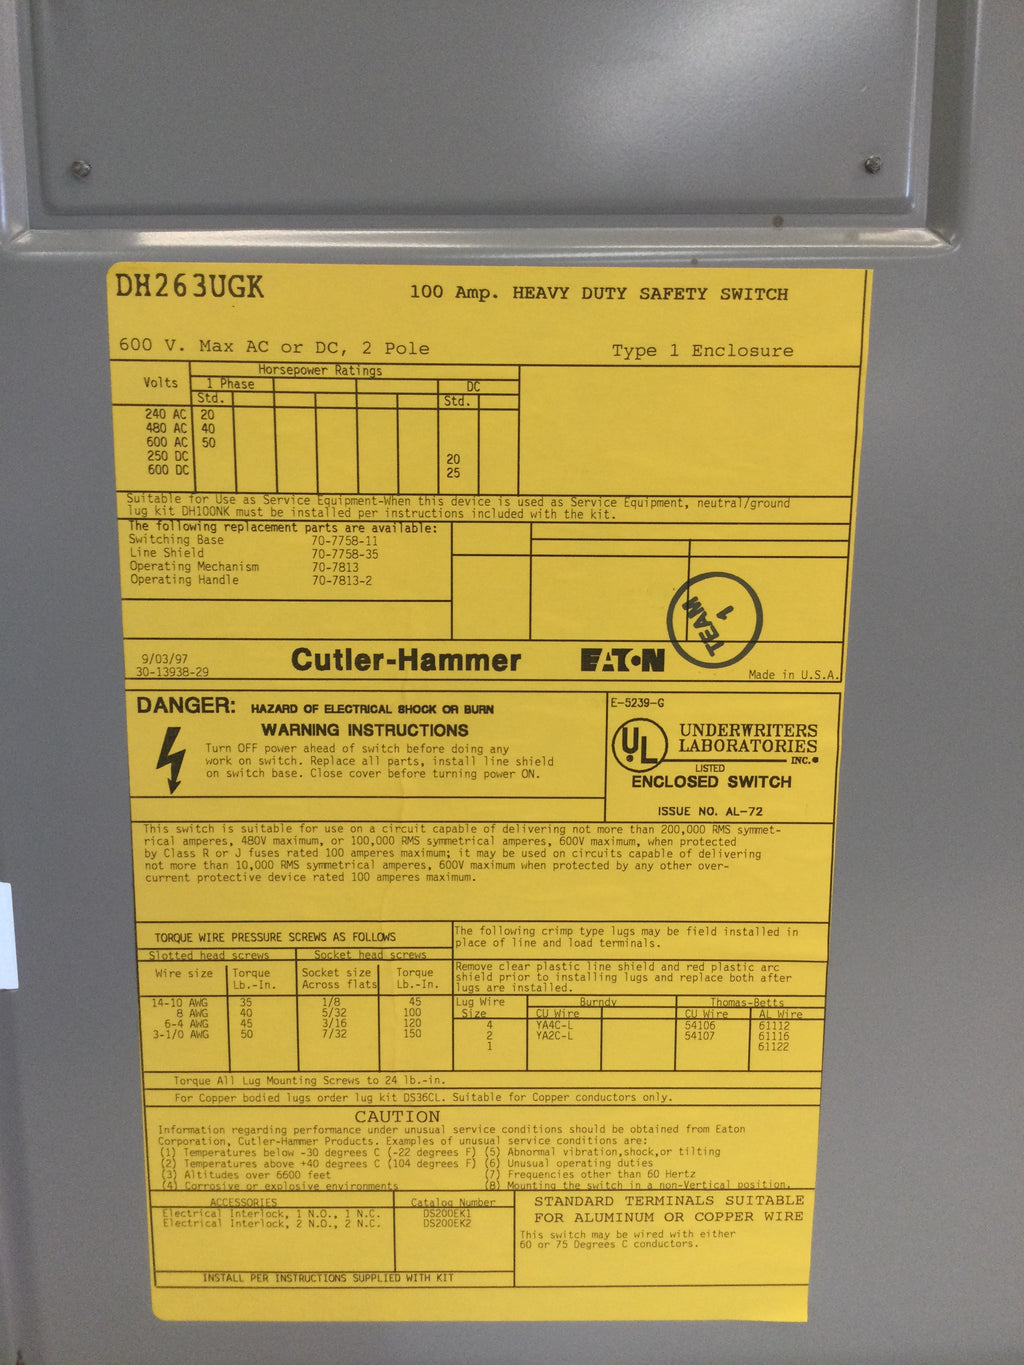 DH263UGK
100 Amp. HEAVY DUTY SAFETY SWITCH
600 V. Max AC or DC, 2 Pole
Type 1 Enclosure
Volts
Horsepower Ratings
1 Phase
DC
Std.
Std.
240 AC 20
480 AC 40
600 AC 50
250 DC 20
600 DC 25
Suitable for Use as Service Equipment-When this device is used as Service Equipment, neutral/ground
lug kit DH100NK must be installed per instructions included with the kit.
The following replacement parts are available:
Switching Base 70-7758-11
Line Shield 70-7758-35
Operating Mechanism 70-7813
Operating Handle 70-7813-2
TEAM
1
9/03/97
30-13938-29
Cutler-Hammer
EATON
Made in U.S.A.
DANGER: HAZARD OF ELECTRICAL SHOCK OR BURN
WARNING INSTRUCTIONS
Turn OFF power ahead of switch before doing any
work on switch. Replace all parts, install line shield
on switch base. Close cover before turning power ON.
E-5239-G
UL
UNDERWRITERS
LABORATORIES
INC.
LISTED
ENCLOSED SWITCH
ISSUE NO. AL-72
This switch is suitable for use on a circuit capable of delivering not more than 200,000 RMS symmet-
rical amperes, 480V maximum, or 100,000 RMS symmetrical amperes, 600V maximum, when protected
by Class R or J fuses rated 100 amperes maximum; it may be used on circuits capable of delivering
not more than 10,000 RMS symmetrical amperes, 600V maximum when protected by any other over-
current protective device rated 100 amperes maximum.
TORQUE WIRE PRESSURE SCREWS AS FOLLOWS
Slotted head screws
Socket head screws
Wire size
Torque
Lb.-In.
Socket size
Across flats
Torque
Lb.-In.
14-10 AWG 35 1/8 45
8 AWG 40 5/32 100
6-4 AWG 45 3/16 120
3-1/0 AWG 50 7/32 150
The following crimp type lugs may be field installed in
place of line and load terminals.
Remove clear plastic line shield and red plastic arc
shield prior to installing lugs and replace both after
lugs are installed.
Lug Wire
Size
Burndy
Thomas-Betts
CU Wire
CU Wire
AL Wire
4 YA4C-L 54106 61112
2 YA2C-L 54107 61116
1 61122
Torque All Lug Mounting Screws to 24 lb.-in.
For Copper bodied lugs order lug kit DS36CL. Suitable for Copper conductors only.
CAUTION
Information regarding performance under unusual service conditions should be obtained from Eaton
Corporation, Cutler-Hammer Products. Examples of unusual service conditions are:
(1) Temperatures below -30 degrees C (-22 degrees F) (5) Abnormal vibration,shock,or tilting
(2) Temperatures above +40 degrees C (104 degrees F) (6) Unusual operating duties
(3) Altitudes over 6600 feet (7) Frequencies other than 60 Hertz
(4) Corrosive or explosive environments (8) Mounting the switch in a non-Vertical position.
ACCESSORIES
Catalog Number
Electrical Interlock, 1 N.O., 1 N.C. DS200EK1
Electrical Interlock, 2 N.O., 2 N.C. DS200EK2
INSTALL PER INSTRUCTIONS SUPPLIED WITH KIT
STANDARD TERMINALS SUITABLE
FOR ALUMINUM OR COPPER WIRE
This switch may be wired with either
60 or 75 Degrees C conductors.